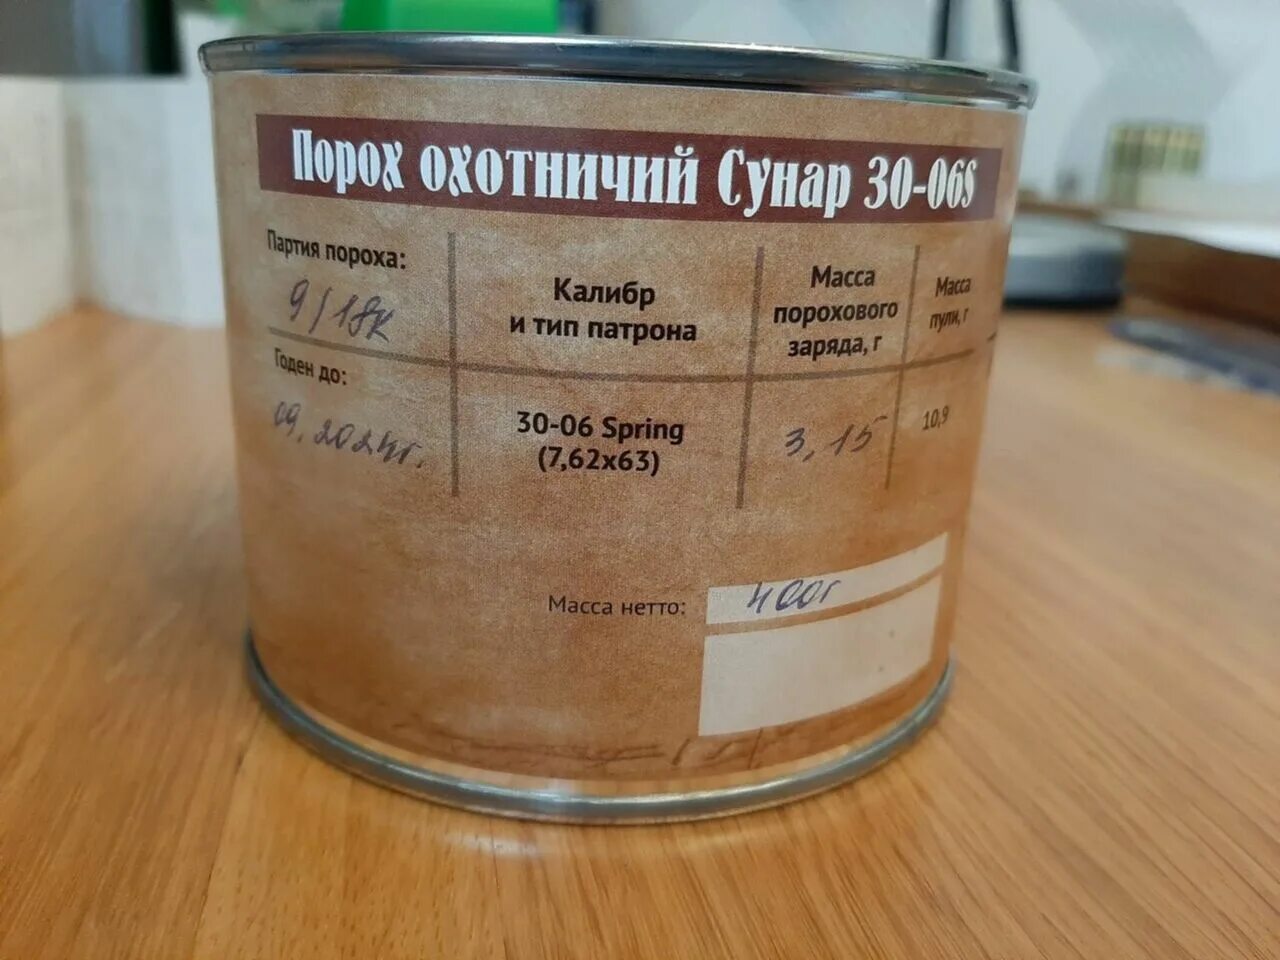 Порох охотничий Сунар 30-06S
Партия пороха:
9/18к
Годен до:
09.2024г.
Калибр
и тип патрона
30-06 Spring
(7,62х63)
Масса
порохового
заряда, г
3,15
Масса
пули, г
10,9
Масса нетто:
400г